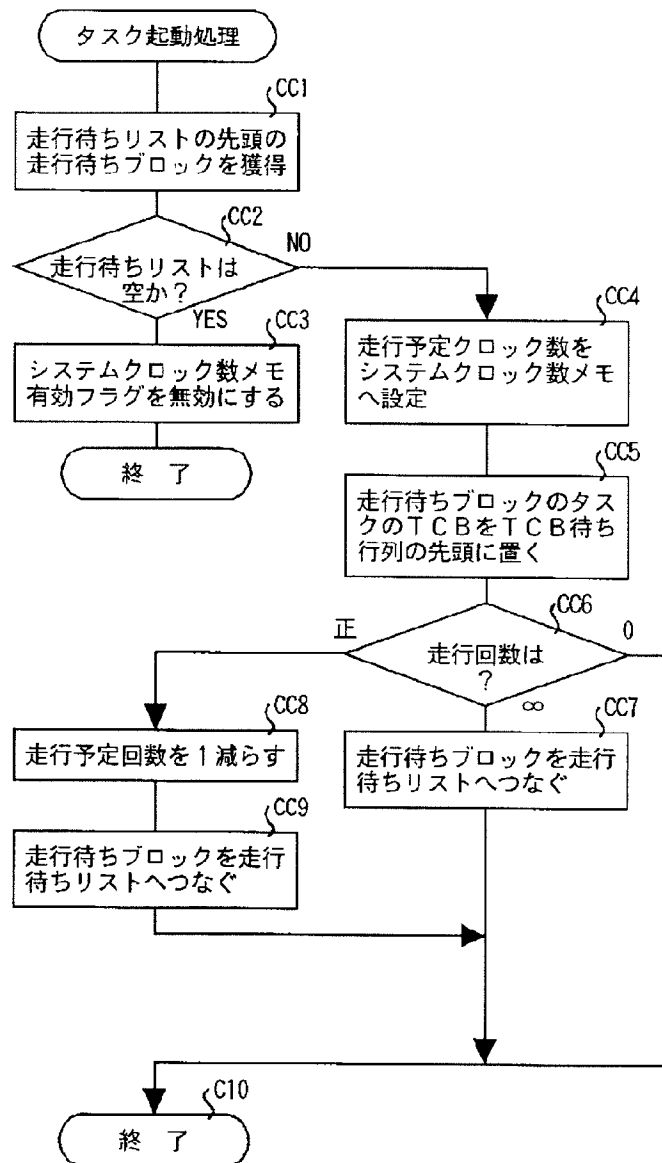 タスク起動処理
CC1
走行待ちリストの先頭の
走行待ちブロックを獲得
CC2
走行待ちリストは
空か?
NO
YES
CC3
システムクロック数メモ
有効フラグを無効にする
終 了
CC4
走行予定クロック数を
システムクロック数メモ
へ設定
CC5
走行待ちブロックのタス
クのTCBをTCB待ち
行列の先頭に置く
CC6
走行回数は
?
正
0
∞
CC7
走行待ちブロックを走行
待ちリストへつなぐ
CC8
走行予定回数を1減らす
CC9
走行待ちブロックを走行
待ちリストへつなぐ
C10
終 了